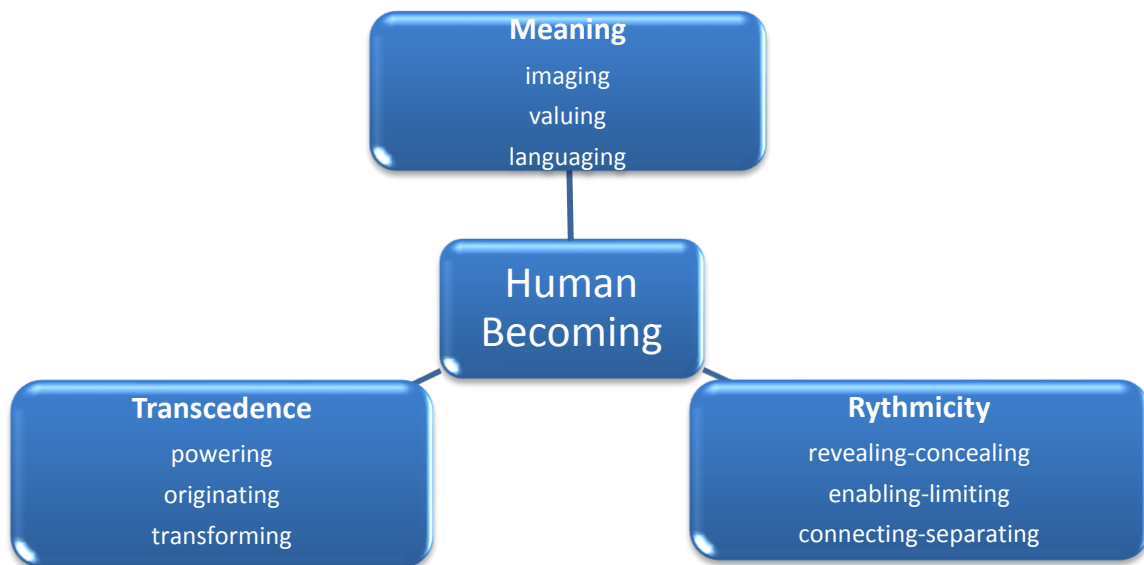 Meaning
imaging
valuing
languaging
Human
Becoming
Transcedence
powering
originating
transforming
Rythmicity
revealing-concealing
enabling-limiting
connecting-separating